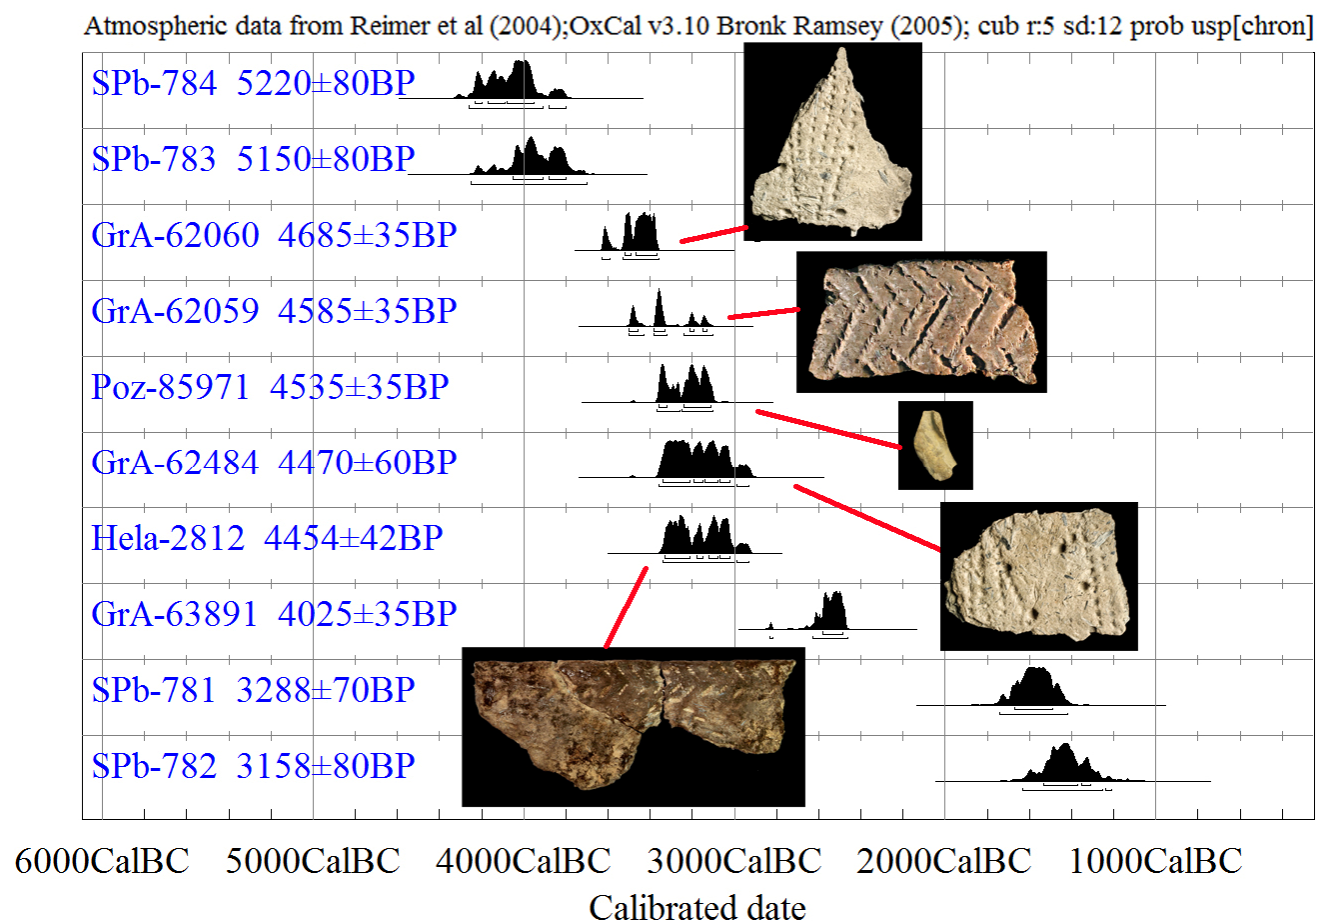 Atmospheric data from Reimer et al (2004);OxCal v3.10 Bronk Ramsey (2005); cub r:5 sd:12 prob usp[chron]
SPb-784 5220±80BP
SPb-783 5150±80BP
GrA-62060 4685±35BP
GrA-62059 4585±35BP
Poz-85971 4535±35BP
GrA-62484 4470±60BP
Hela-2812 4454±42BP
GrA-63891 4025±35BP
SPb-781 3288±70BP
SPb-782 3158±80BP
6000CalBC 5000CalBC 4000CalBC 3000CalBC 2000CalBC 1000CalBC
Calibrated date